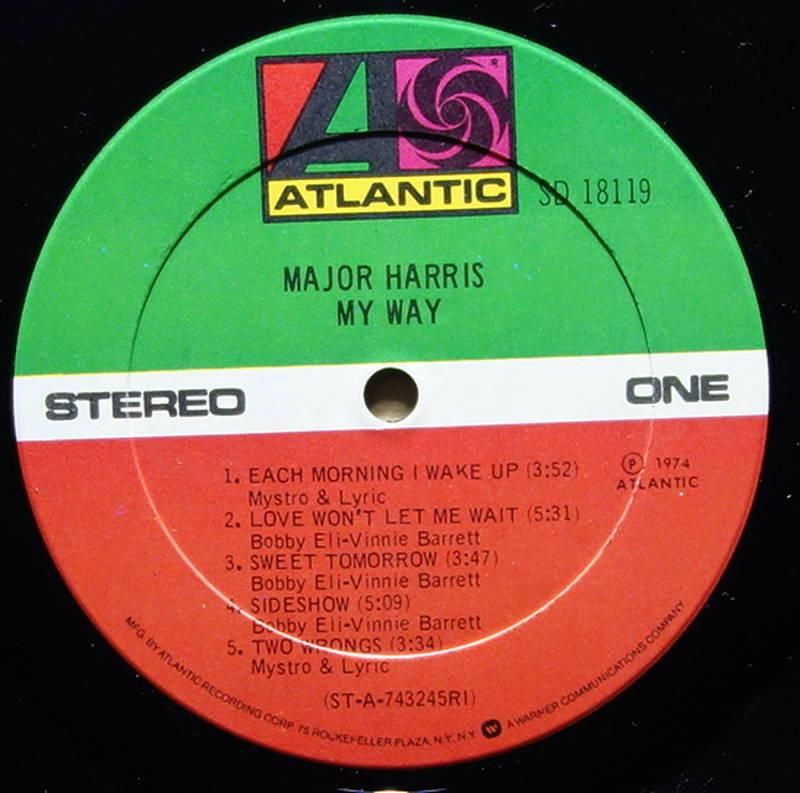 ATLANTIC
SD 18119
MAJOR HARRIS
MY WAY
STEREO
ONE
1. EACH MORNING I WAKE UP (3:52)
Mystro & Lyric
2. LOVE WON'T LET ME WAIT (5:31)
Bobby Eli-Vinnie Barrett
3. SWEET TOMORROW (3:47)
Bobby Eli-Vinnie Barrett
4. SIDESHOW (5:09)
Bobby Eli-Vinnie Barrett
5. TWO WRONGS (3:34)
Mystro & Lyric
(ST-A-743245RI)
Ⓟ 1974
ATLANTIC
MFG. BY ATLANTIC RECORDING CORP. 75 ROCKEFELLER PLAZA, N.Y. N.Y. W A WARNER COMMUNICATIONS COMPANY